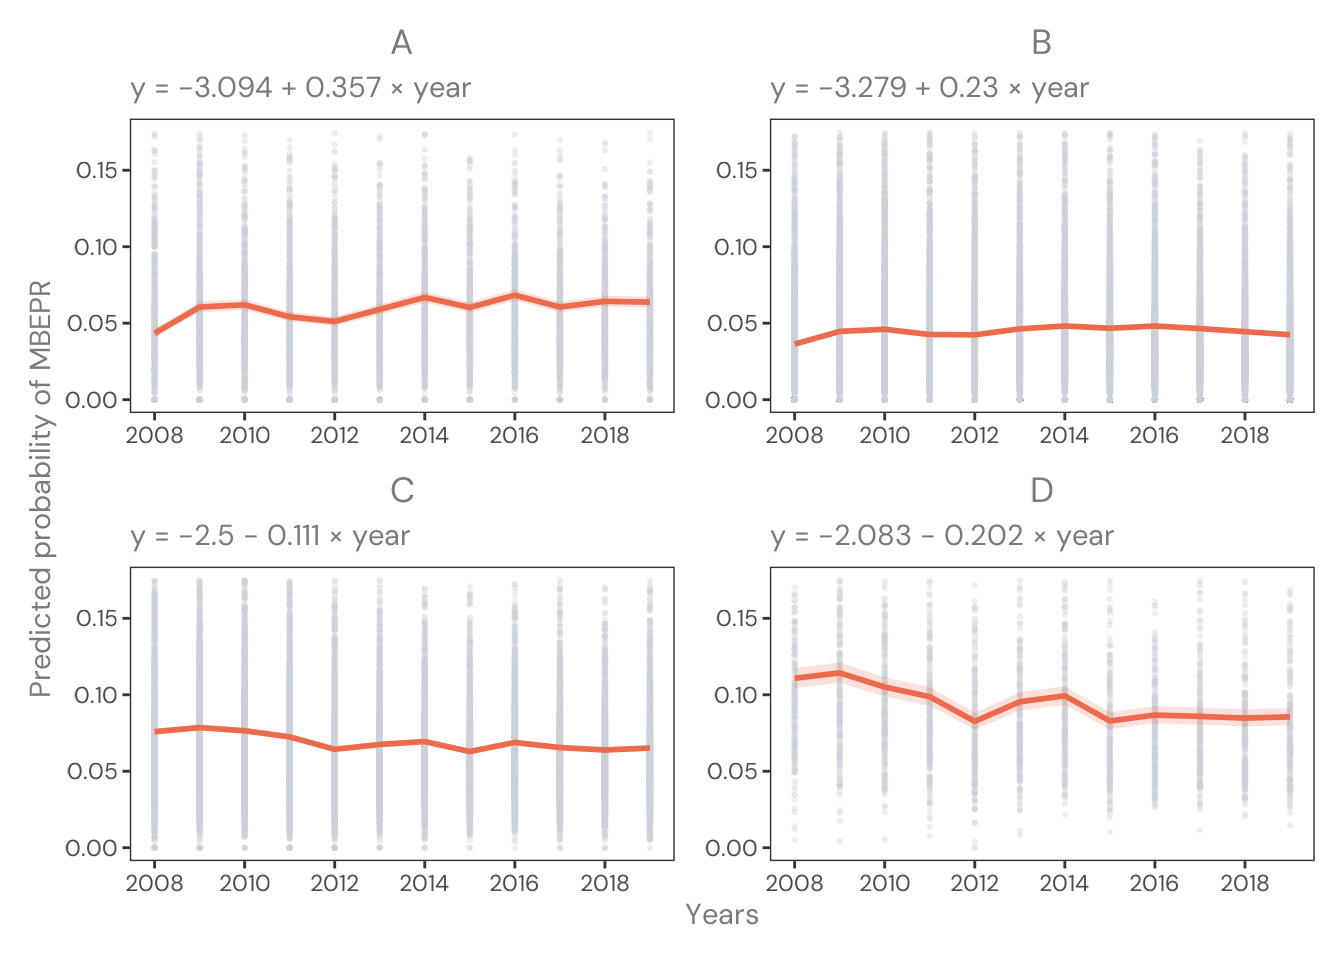 A
y = −3.094 + 0.357 × year
0.15
0.10
0.05
0.00
2008 2010 2012 2014 2016 2018
B
y = −3.279 + 0.23 × year
0.15
0.10
0.05
0.00
2008 2010 2012 2014 2016 2018
C
y = −2.5 − 0.111 × year
0.15
0.10
0.05
0.00
2008 2010 2012 2014 2016 2018
D
y = −2.083 − 0.202 × year
0.15
0.10
0.05
0.00
2008 2010 2012 2014 2016 2018
Predicted probability of MBEPR
Years